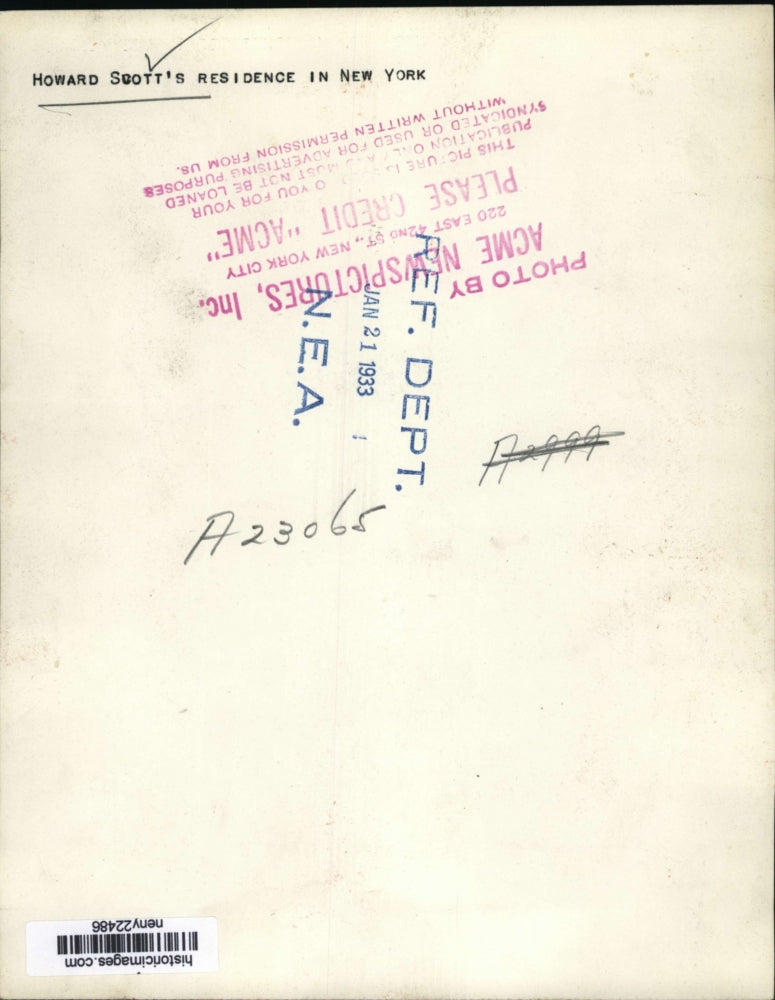 HOWARD SCOTT'S RESIDENCE IN NEW YORK
PHOTO BY
ACME NEWSPICTURES, Inc.
220 EAST 42ND ST., NEW YORK CITY
PLEASE CREDIT "ACME"
THIS PICTURE IS O YOU FOR YOUR
PUBLICATION ONLY AND MUST NOT BE LOANED
SYNDICATED OR USED FOR ADVERTISING PURPOSES
WITHOUT WRITTEN PERMISSION FROM US.
REF. DEPT.
JAN 21 1933
N.E.A.
A2999
A23065
historicimages.com
neny22486